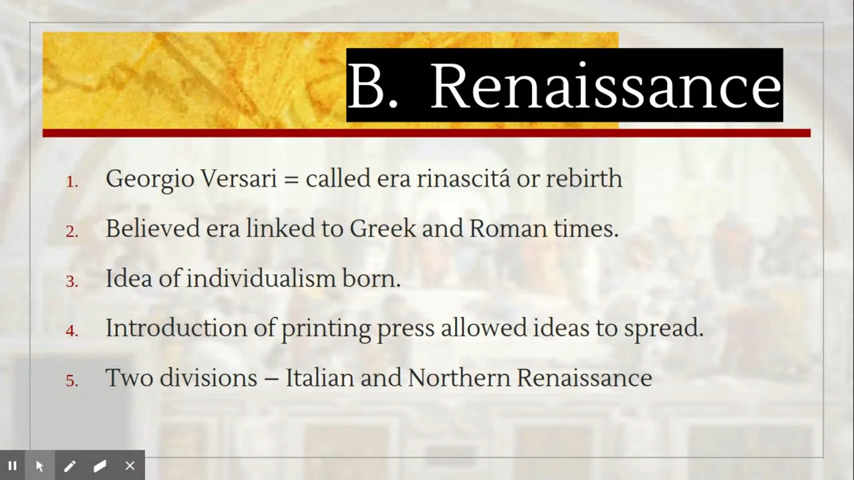 B. Renaissance
1. Georgio Versari = called era rinascitá or rebirth
2. Believed era linked to Greek and Roman times.
3. Idea of individualism born.
4. Introduction of printing press allowed ideas to spread.
5. Two divisions – Italian and Northern Renaissance